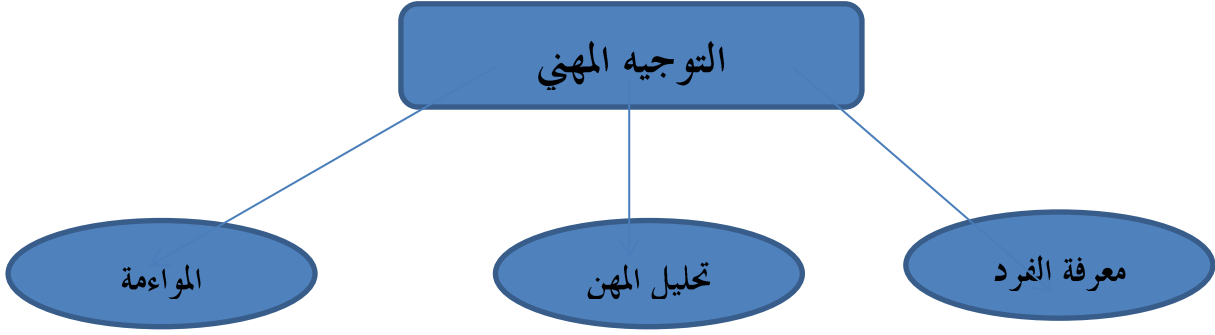 التوجيه المهني
معرفة الفرد
تحليل المهن
المواءمة